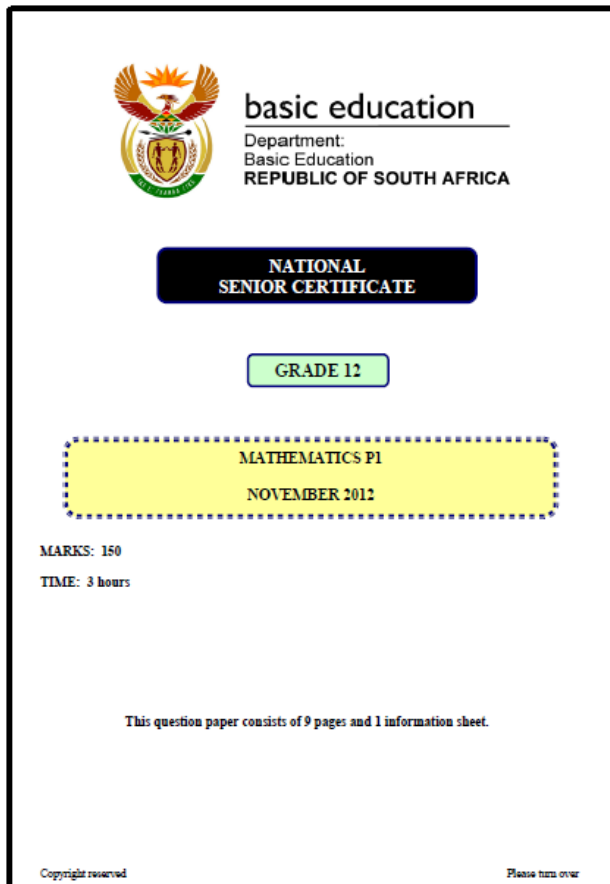 basic education
Department:
Basic Education
REPUBLIC OF SOUTH AFRICA
NATIONAL
SENIOR CERTIFICATE
GRADE 12
MATHEMATICS P1
NOVEMBER 2012
MARKS: 150
TIME: 3 hours
This question paper consists of 9 pages and 1 information sheet.
Copyright reserved
Please turn over